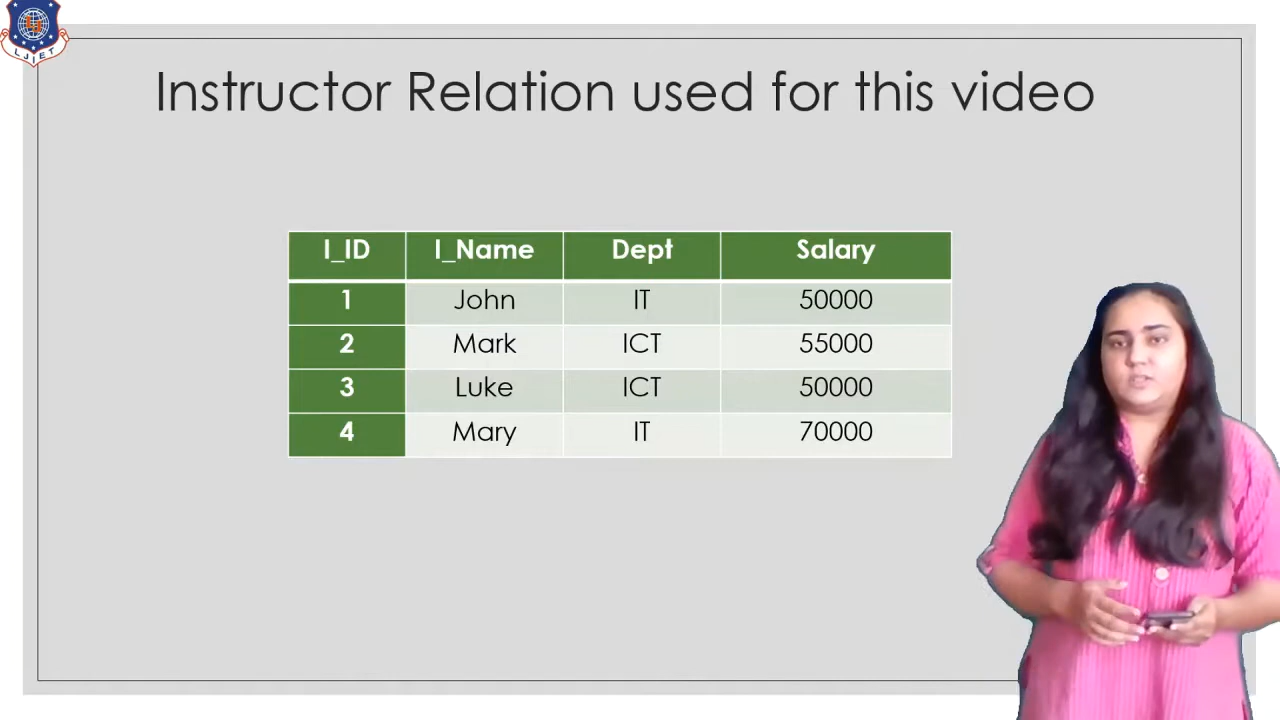 LJIET
Instructor Relation used for this video
I_ID I_Name Dept Salary
1 John IT 50000
2 Mark ICT 55000
3 Luke ICT 50000
4 Mary IT 70000